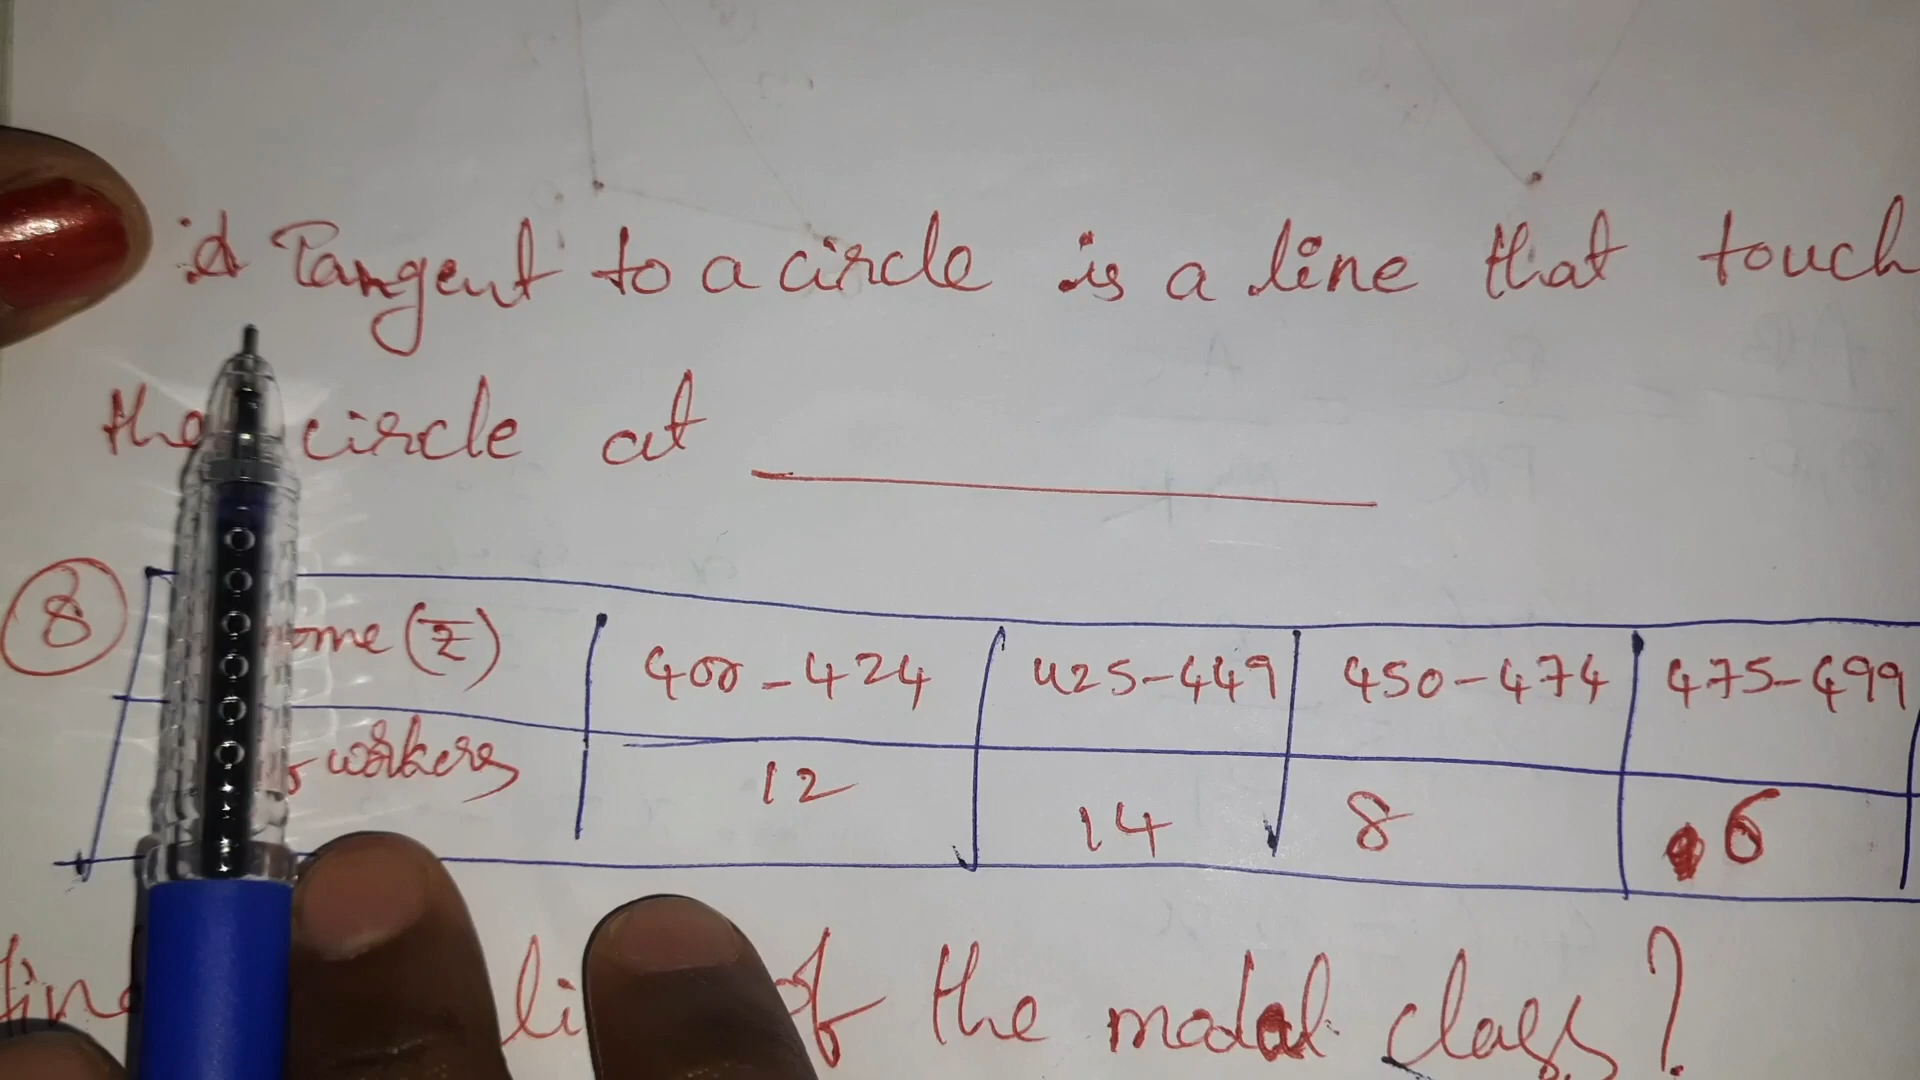 A Tangent to a circle is a line that touch
the circle at
8
(₹) 400-424 425-449 450-474 475-499
workers 12 14 8 6
of the modal class?